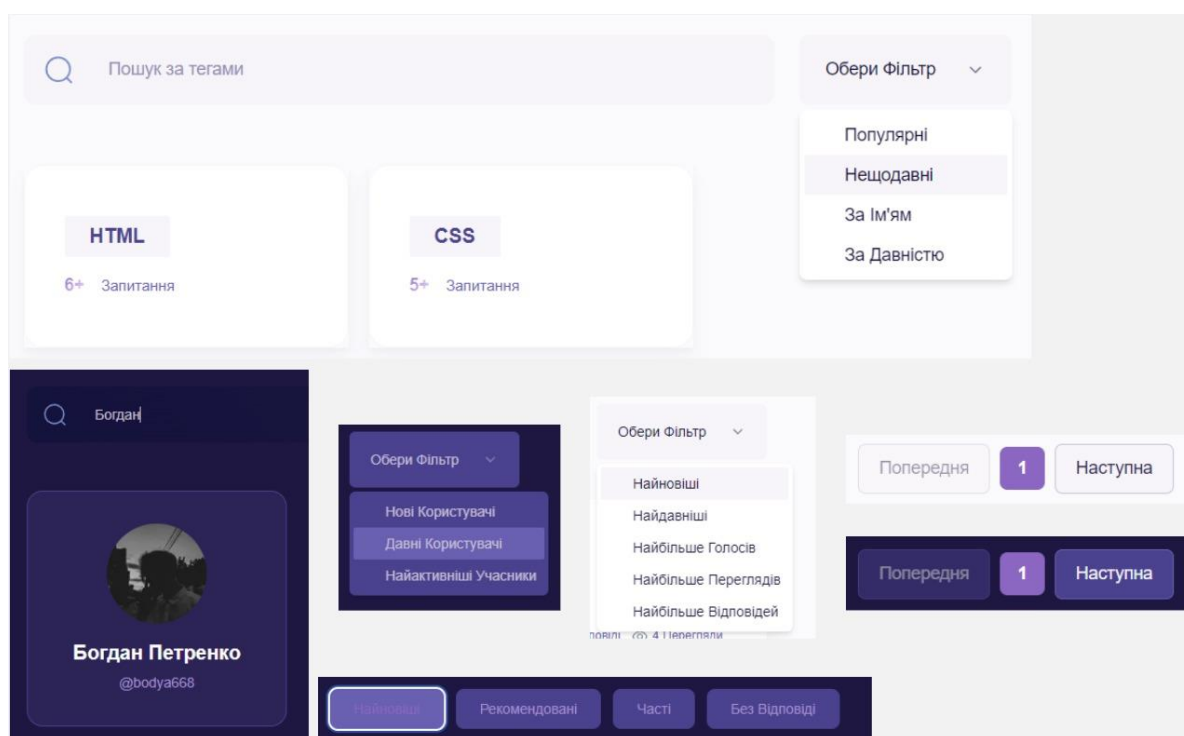 Пошук за тегами
Обери Фільтр
Популярні
Нещодавні
За Ім'ям
За Давністю
HTML
6+ Запитання
CSS
5+ Запитання
Богдан
Богдан Петренко
@bodya668
Обери Фільтр
Нові Користувачі
Давні Користувачі
Найактивніші Учасники
Обери Фільтр
Найновіші
Найдавніші
Найбільше Голосів
Найбільше Переглядів
Найбільше Відповідей
4 Перегляди
Попередня 1 Наступна
Попередня 1 Наступна
Найновіші Рекомендовані Часті Без Відповіді